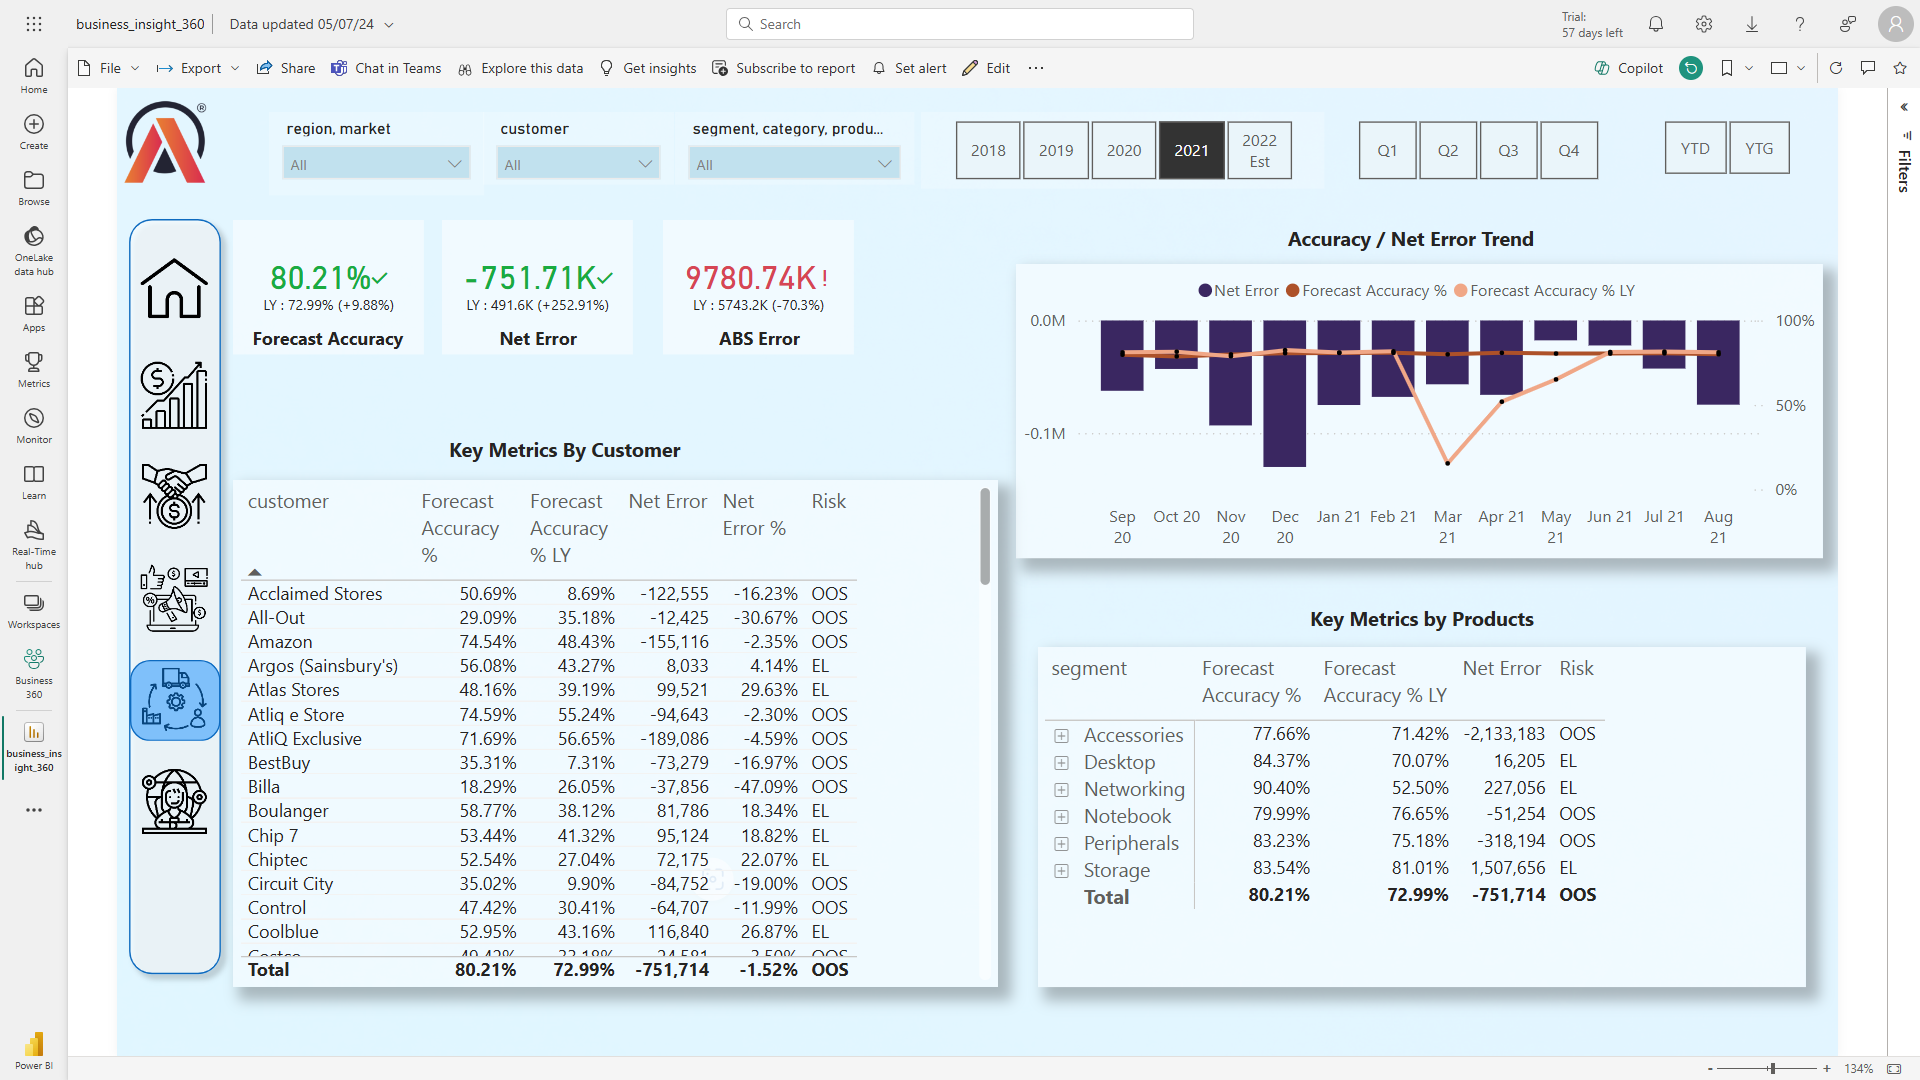 business_insight_360
Data updated 05/07/24
Search
Trial:
57 days left
Home
Create
Browse
OneLake
data hub
Apps
Metrics
Monitor
Learn
Real-Time
hub
Workspaces
Business
360
business_ins
ight_360
Power BI
File
Export
Share
Chat in Teams
Explore this data
Get insights
Subscribe to report
Set alert
Edit
Copilot
Filters
region, market
All
customer
All
segment, category, produ...
All
2018
2019
2020
2021
2022
Est
Q1
Q2
Q3
Q4
YTD
YTG
80.21%
LY : 72.99% (+9.88%)
Forecast Accuracy
-751.71K
LY : 491.6K (+252.91%)
Net Error
9780.74K!
LY : 5743.2K (-70.3%)
ABS Error
Accuracy / Net Error Trend
Net Error Forecast Accuracy % Forecast Accuracy % LY
0.0M
-0.1M
100%
50%
0%
Sep
20
Oct 20
Nov
20
Dec
20
Jan 21
Feb 21
Mar
21
Apr 21
May
21
Jun 21
Jul 21
Aug
21
Key Metrics By Customer
customer
Forecast
Accuracy
%
Forecast
Accuracy
% LY
Net Error
Net
Error %
Risk
Acclaimed Stores 50.69% 8.69% -122,555 -16.23% OOS
All-Out 29.09% 35.18% -12,425 -30.67% OOS
Amazon 74.54% 48.43% -155,116 -2.35% OOS
Argos (Sainsbury's) 56.08% 43.27% 8,033 4.14% EL
Atlas Stores 48.16% 39.19% 99,521 29.63% EL
Atliq e Store 74.59% 55.24% -94,643 -2.30% OOS
AtliQ Exclusive 71.69% 56.65% -189,086 -4.59% OOS
BestBuy 35.31% 7.31% -73,279 -16.97% OOS
Billa 18.29% 26.05% -37,856 -47.09% OOS
Boulanger 58.77% 38.12% 81,786 18.34% EL
Chip 7 53.44% 41.32% 95,124 18.82% EL
Chiptec 52.54% 27.04% 72,175 22.07% EL
Circuit City 35.02% 9.90% -84,752 -19.00% OOS
Control 47.42% 30.41% -64,707 -11.99% OOS
Coolblue 52.95% 43.16% 116,840 26.87% EL
Total 80.21% 72.99% -751,714 -1.52% OOS
Key Metrics by Products
segment
Forecast
Accuracy %
Forecast
Accuracy % LY
Net Error
Risk
Accessories 77.66% 71.42% -2,133,183 OOS
Desktop 84.37% 70.07% 16,205 EL
Networking 90.40% 52.50% 227,056 EL
Notebook 79.99% 76.65% -51,254 OOS
Peripherals 83.23% 75.18% -318,194 OOS
Storage 83.54% 81.01% 1,507,656 EL
Total 80.21% 72.99% -751,714 OOS
- + 134%